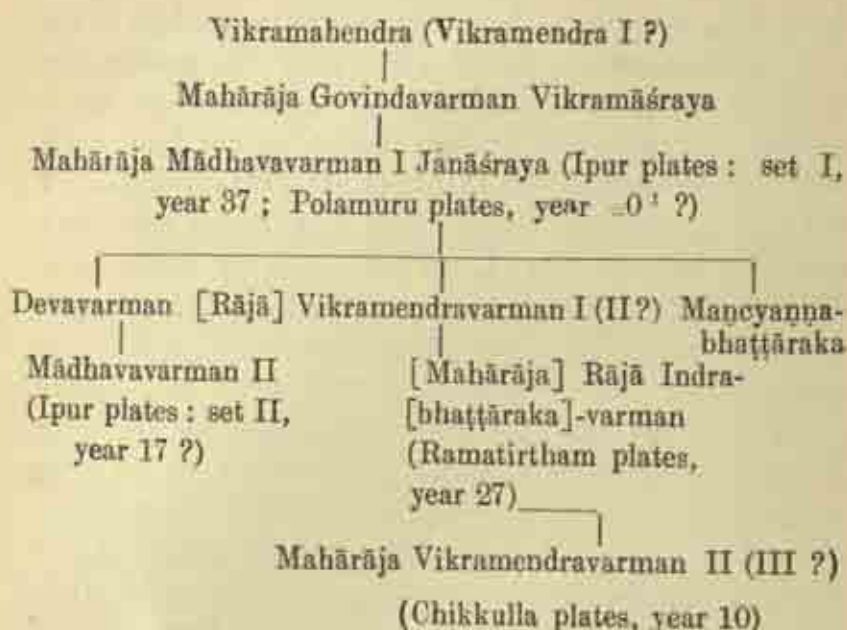 Vikramahendra (Vikramendra I ?)
Mahārāja Govindavarman Vikramāśraya
Mahārāja Mādhavavarman I Janāśraya (Ipur plates : set I,
year 37 ; Polamuru plates, year ?)
Devavarman [Rājā] Vikramendravarman I (II ?) Maṇcyaṇṇa-
bhaṭṭāraka
Mādhavavarman II [Mahārāja] Rājā Indra-
(Ipur plates : set II, [bhaṭṭāraka]-varman
year 17 ?) (Ramatirtham plates,
year 27)
Mahārāja Vikramendravarman II (III ?)
(Chikkulla plates, year 10)